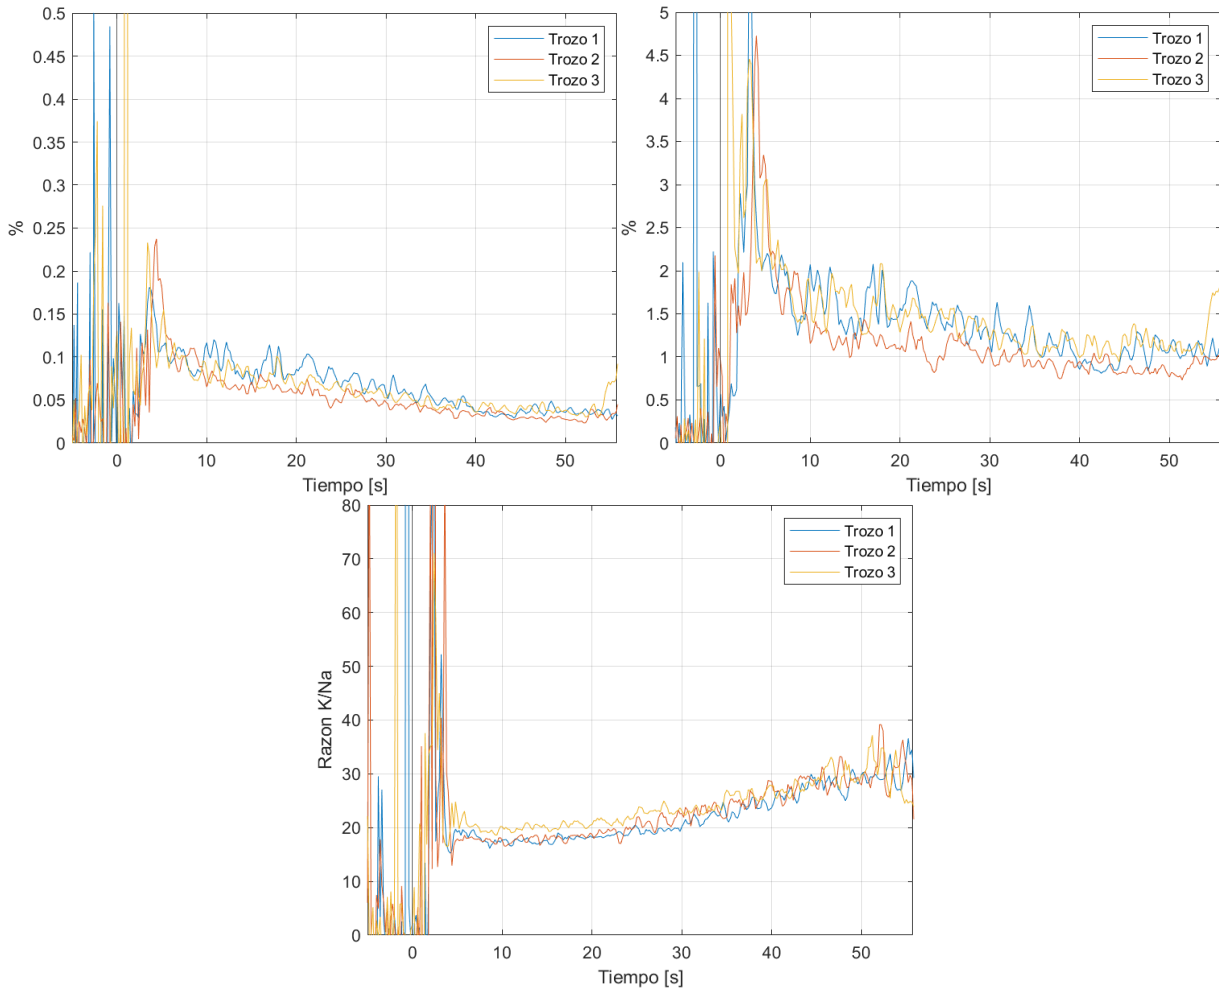 0.5
0.45
0.4
0.35
0.3
0.25
0.2
0.15
0.1
0.05
0
%
0 10 20 30 40 50
Tiempo [s]
Trozo 1
Trozo 2
Trozo 3
5
4.5
4
3.5
3
2.5
2
1.5
1
0.5
0
%
0 10 20 30 40 50
Tiempo [s]
Trozo 1
Trozo 2
Trozo 3
80
70
60
50
40
30
20
10
0
Razon K/Na
0 10 20 30 40 50
Tiempo [s]
Trozo 1
Trozo 2
Trozo 3